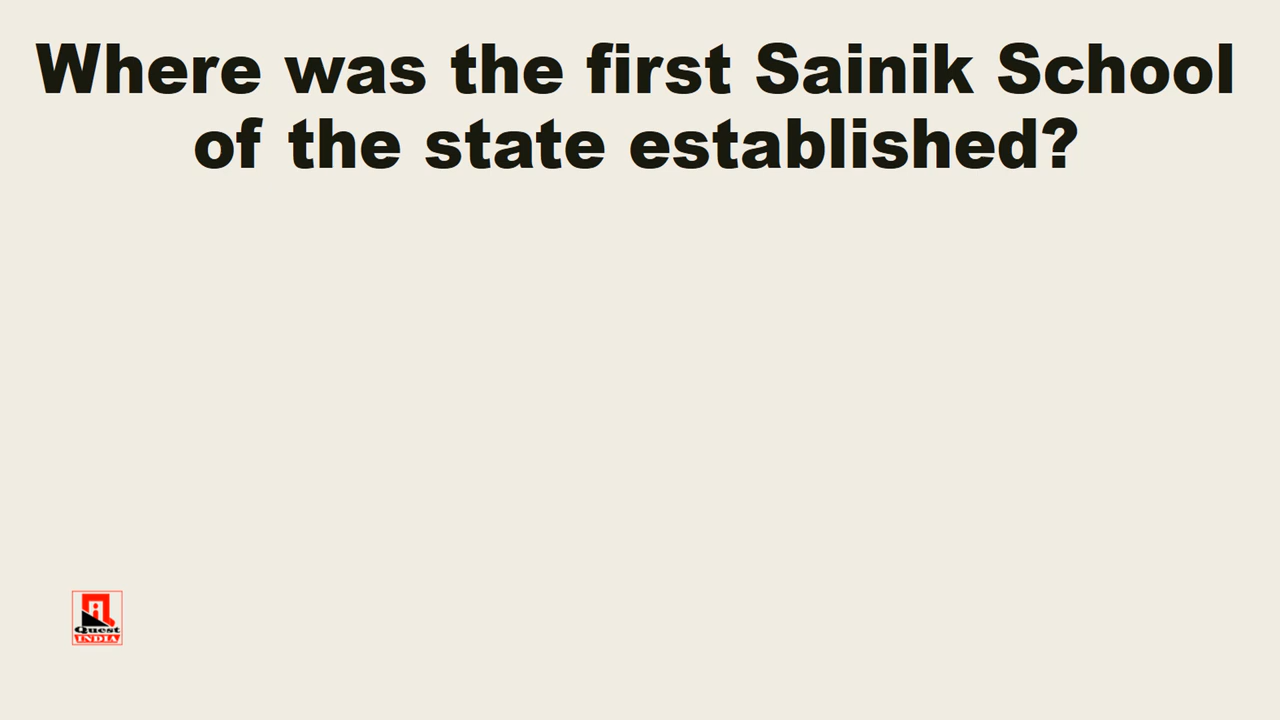 Where was the first Sainik School
of the state established?
Quest
INDIA